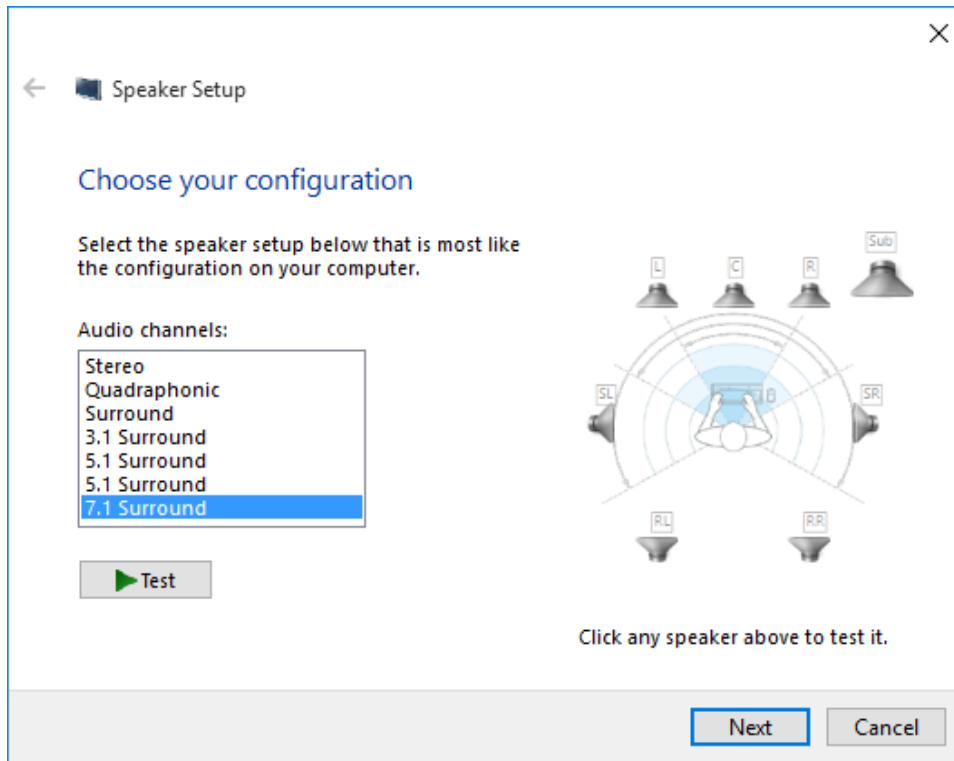 Speaker Setup
Choose your configuration
Select the speaker setup below that is most like
the configuration on your computer.
Audio channels:
Stereo
Quadraphonic
Surround
3.1 Surround
5.1 Surround
5.1 Surround
7.1 Surround
Test
Sub
L C R
SL SR
RL RR
Click any speaker above to test it.
Next Cancel